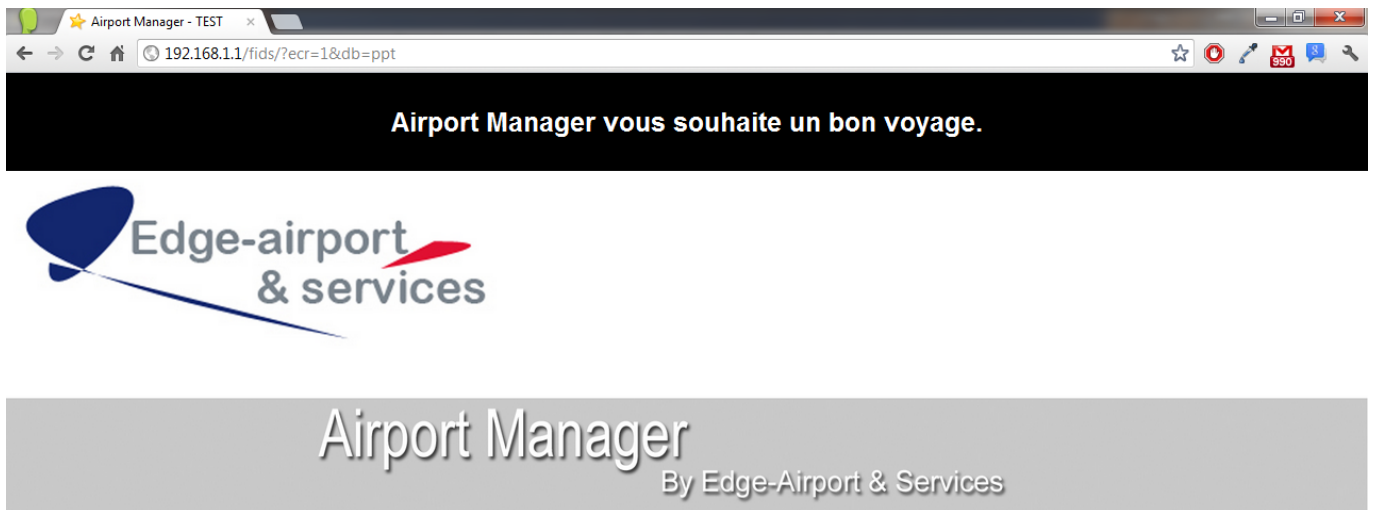 Airport Manager - TEST
192.168.1.1/fids/?ecr=1&db=ppt
990
8
Airport Manager vous souhaite un bon voyage.
Edge-airport
& services
Airport Manager
By Edge-Airport & Services